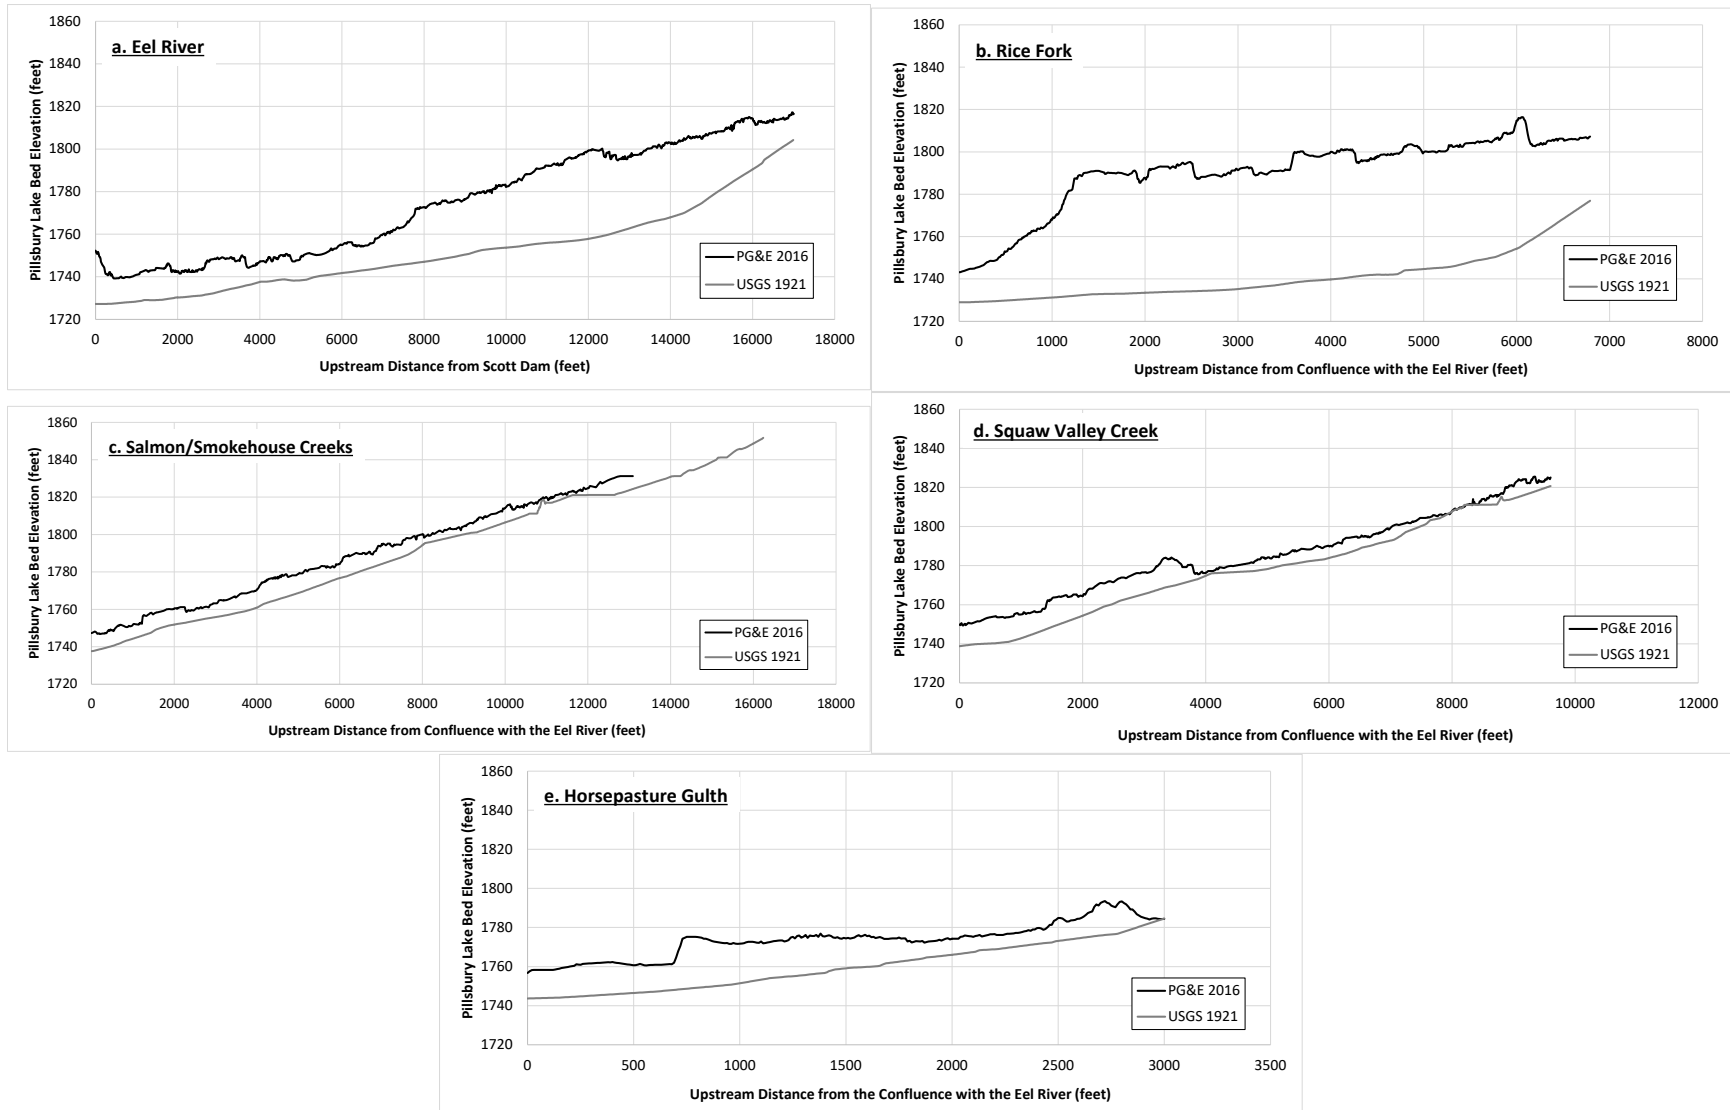 a. Eel River
Pillsbury Lake Bed Elevation (feet)
1860
1840
1820
1800
1780
1760
1740
1720
PG&E 2016
USGS 1921
0 2000 4000 6000 8000 10000 12000 14000 16000 18000
Upstream Distance from Scott Dam (feet)
b. Rice Fork
Pillsbury Lake Bed Elevation (feet)
1860
1840
1820
1800
1780
1760
1740
1720
PG&E 2016
USGS 1921
0 1000 2000 3000 4000 5000 6000 7000 8000
Upstream Distance from Confluence with the Eel River (feet)
c. Salmon/Smokehouse Creeks
Pillsbury Lake Bed Elevation (feet)
1860
1840
1820
1800
1780
1760
1740
1720
PG&E 2016
USGS 1921
0 2000 4000 6000 8000 10000 12000 14000 16000 18000
Upstream Distance from Confluence with the Eel River (feet)
d. Squaw Valley Creek
Pillsbury Lake Bed Elevation (feet)
1860
1840
1820
1800
1780
1760
1740
1720
PG&E 2016
USGS 1921
0 2000 4000 6000 8000 10000 12000
Upstream Distance from Confluence with the Eel River (feet)
e. Horsepasture Gulth
Pillsbury Lake Bed Elevation (feet)
1860
1840
1820
1800
1780
1760
1740
1720
PG&E 2016
USGS 1921
0 500 1000 1500 2000 2500 3000 3500
Upstream Distance from the Confluence with the Eel River (feet)